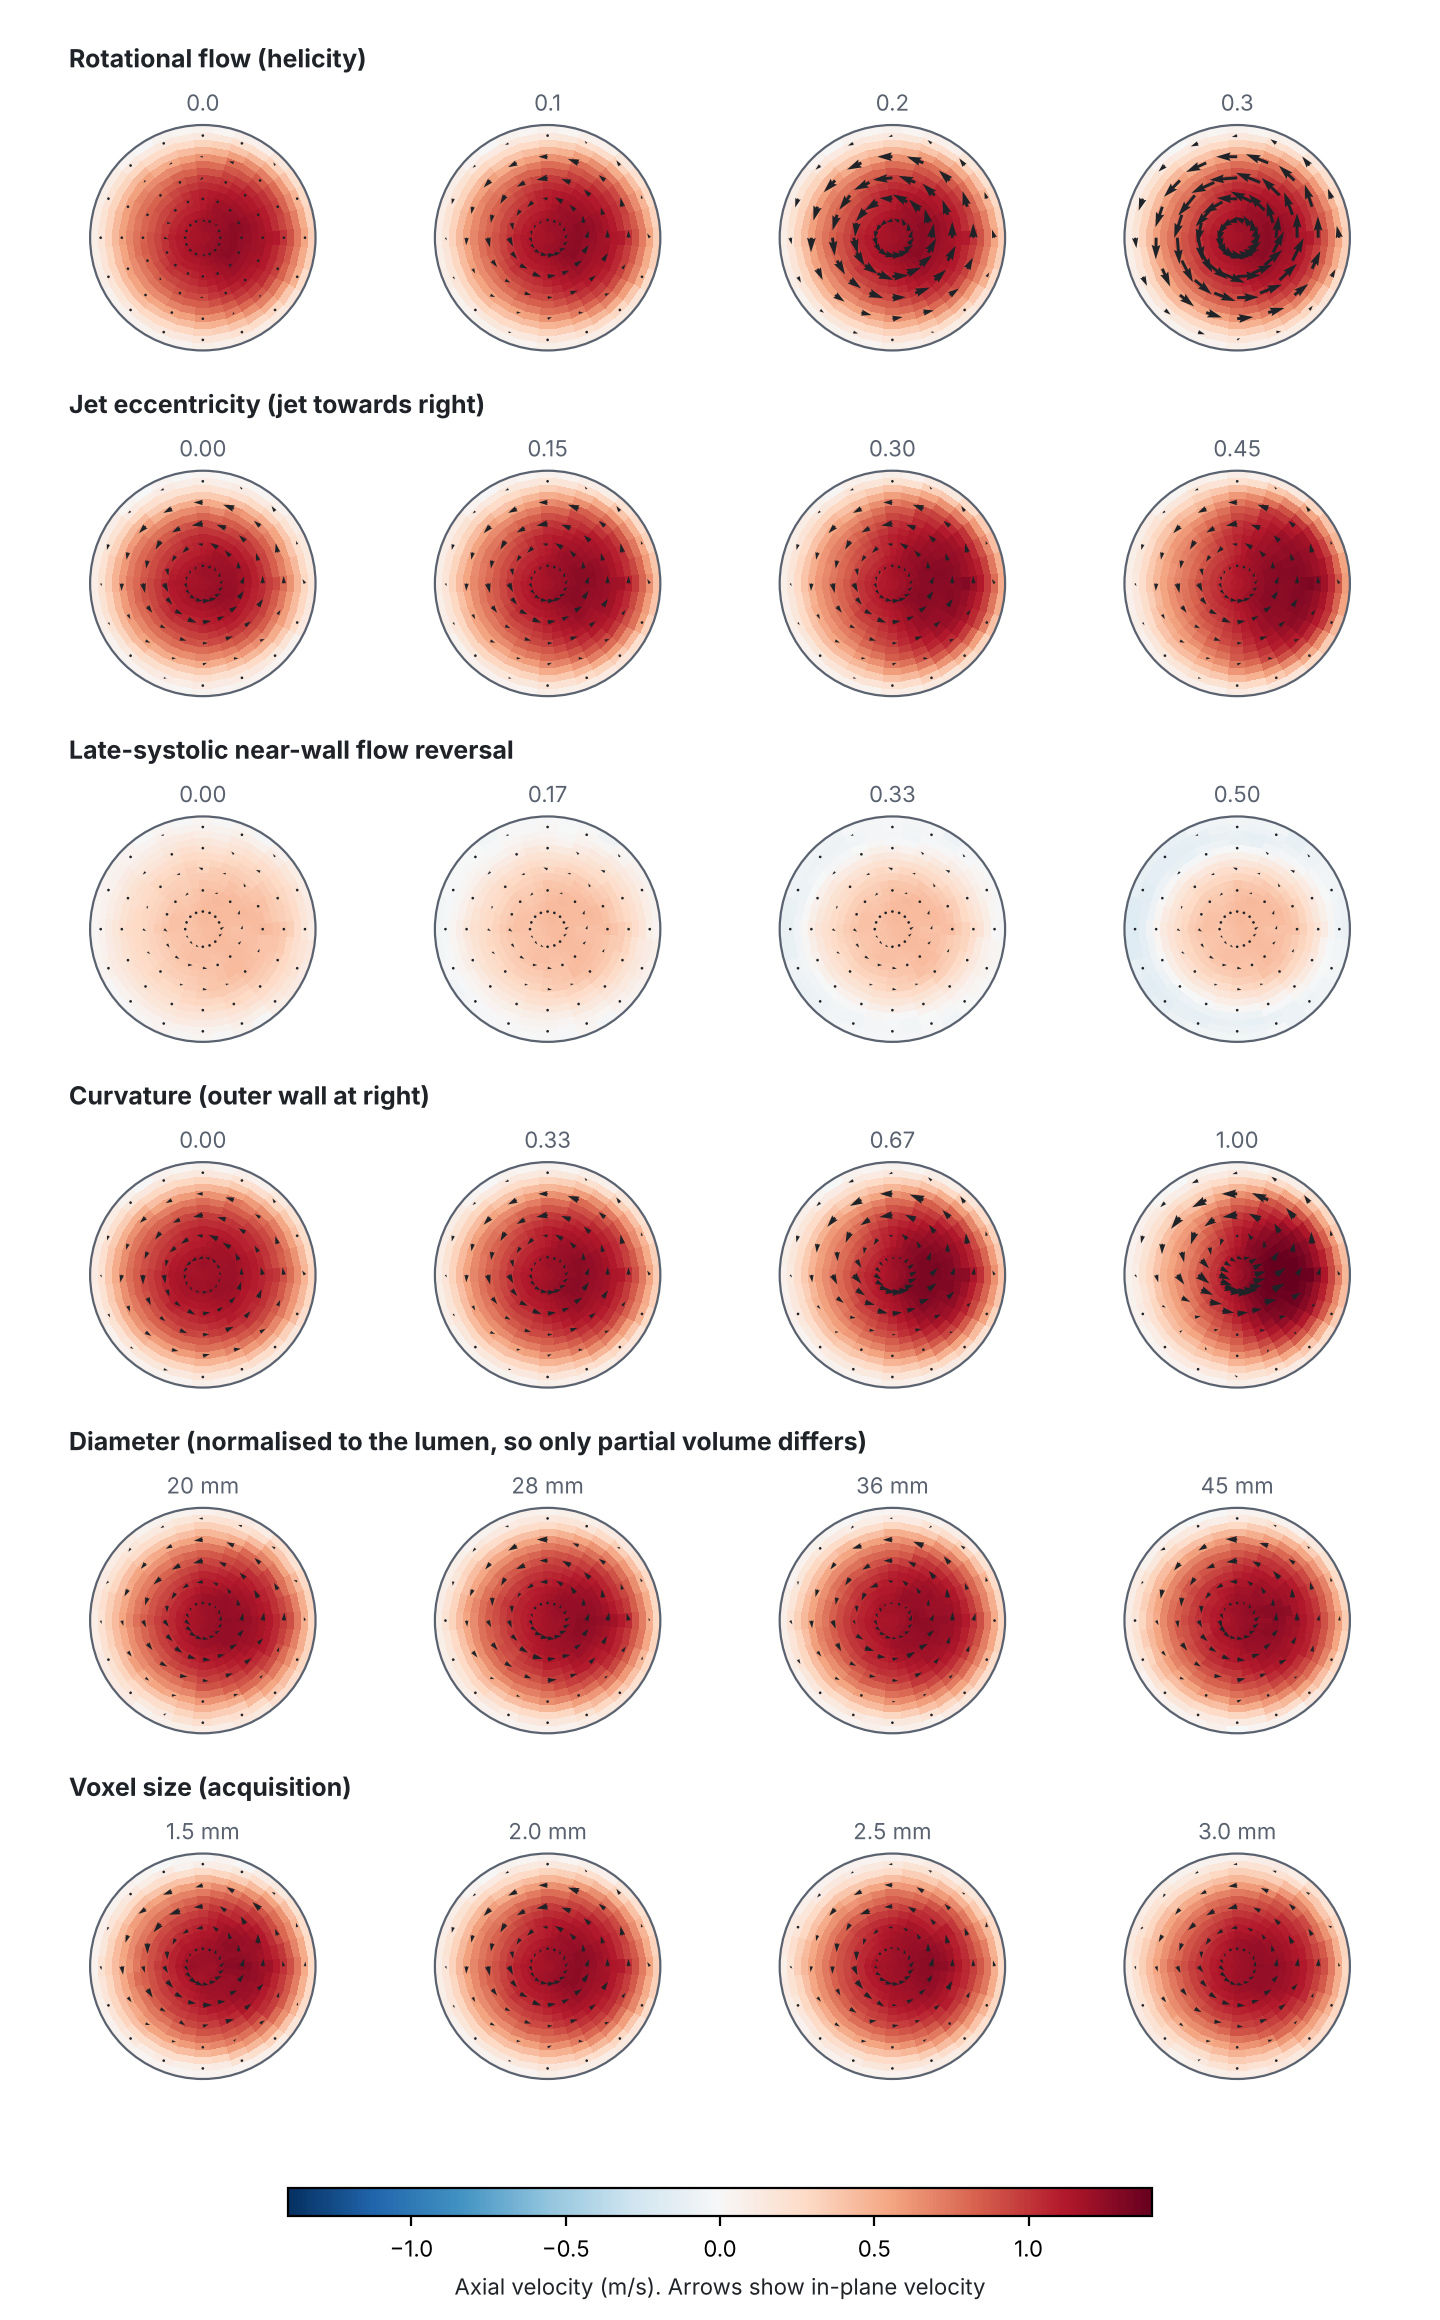 Rotational flow (helicity)
0.0 0.1 0.2 0.3
Jet eccentricity (jet towards right)
0.00 0.15 0.30 0.45
Late-systolic near-wall flow reversal
0.00 0.17 0.33 0.50
Curvature (outer wall at right)
0.00 0.33 0.67 1.00
Diameter (normalised to the lumen, so only partial volume differs)
20 mm 28 mm 36 mm 45 mm
Voxel size (acquisition)
1.5 mm 2.0 mm 2.5 mm 3.0 mm
−1.0 −0.5 0.0 0.5 1.0
Axial velocity (m/s). Arrows show in-plane velocity